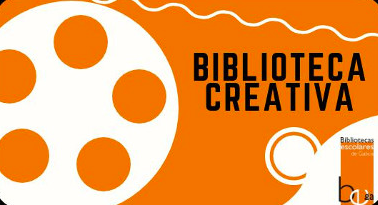 BIBLIOTECA
CREATIVA
Bibliotecas
escolares
de Galicia